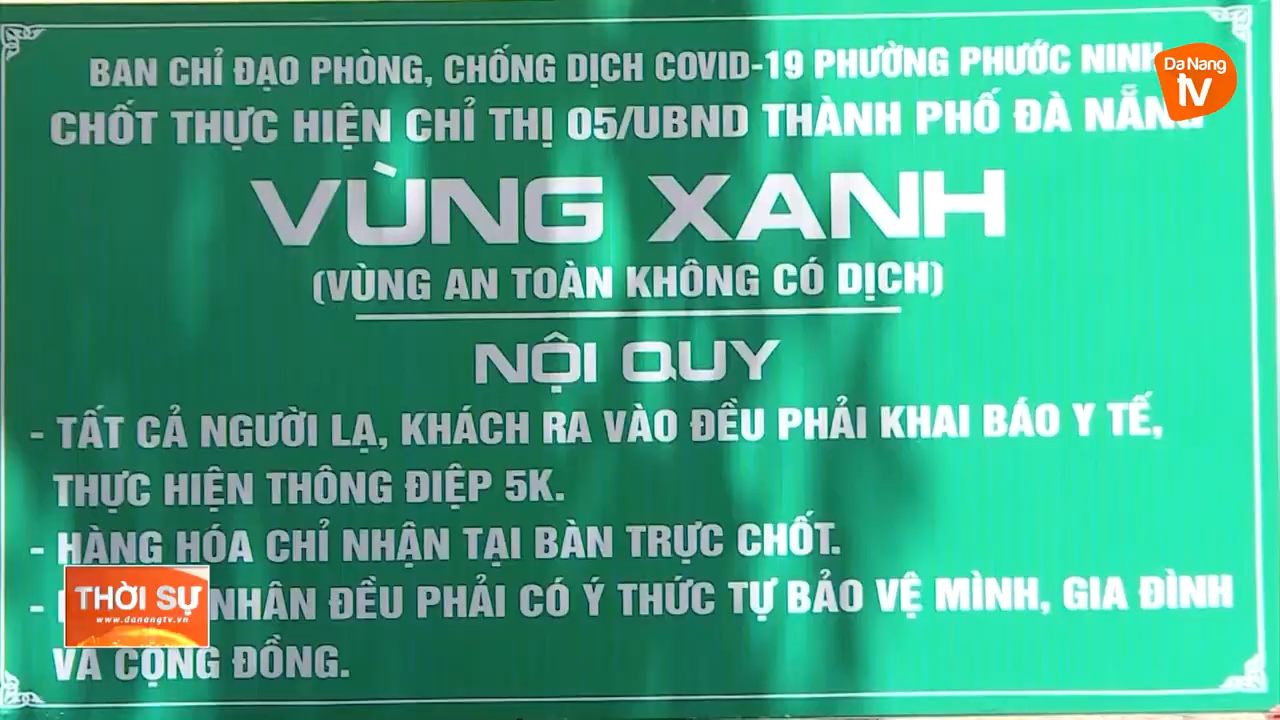 BAN CHỈ ĐẠO PHÒNG, CHỐNG DỊCH COVID-19 PHƯỜNG PHƯỚC NINH
Da Nang
tv
CHỐT THỰC HIỆN CHỈ THỊ 05/UBND THÀNH PHỐ ĐÀ NẴNG
VÙNG XANH
(VÙNG AN TOÀN KHÔNG CÓ DỊCH)
NỘI QUY
- TẤT CẢ NGƯỜI LẠ, KHÁCH RA VÀO ĐỀU PHẢI KHAI BÁO Y TẾ,
THỰC HIỆN THÔNG ĐIỆP 5K.
- HÀNG HÓA CHỈ NHẬN TẠI BÀN TRỰC CHỐT.
- NHÂN ĐỀU PHẢI CÓ Ý THỨC TỰ BẢO VỆ MÌNH, GIA ĐÌNH
VÀ CỘNG ĐỒNG.
THỜI SỰ
www.danangtv.vn